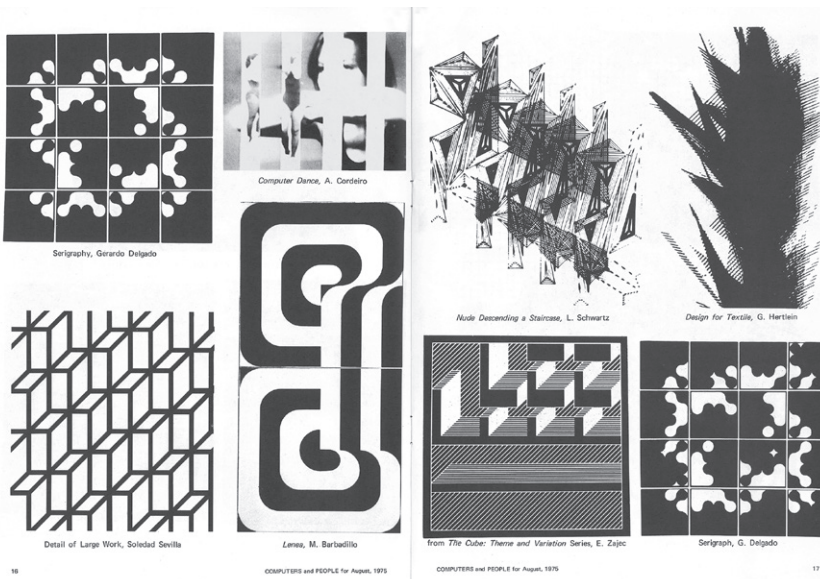 Computer Dance, A. Cordeiro
Serigraphy, Gerardo Delgado
Detail of Large Work, Soledad Sevilla
Lenea, M. Barbadillo
16
COMPUTERS and PEOPLE for August, 1975
Nude Descending a Staircase, L. Schwartz
Design for Textile, G. Hertlein
from The Cube: Theme and Variation Series, E. Zajec
Serigraph, G. Delgado
COMPUTERS and PEOPLE for August, 1975
17